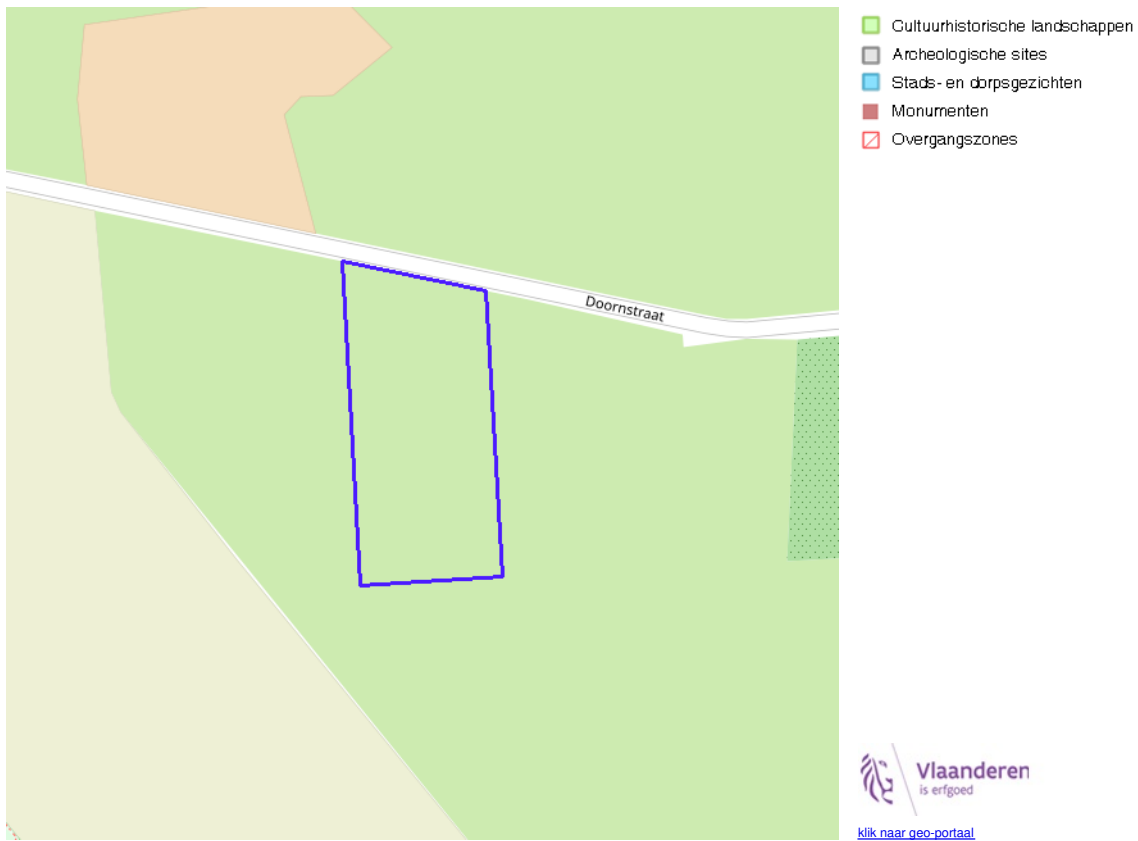 Cultuurhistorische landschappen
Archeologische sites
Stads- en dorpsgezichten
Monumenten
Overgangszones
Doornstraat
Vlaanderen
is erfgoed
klik naar geo-portaal